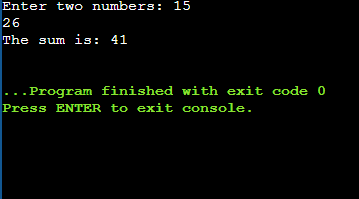 Enter two numbers: 15
26
The sum is: 41
...Program finished with exit code 0
Press ENTER to exit console.